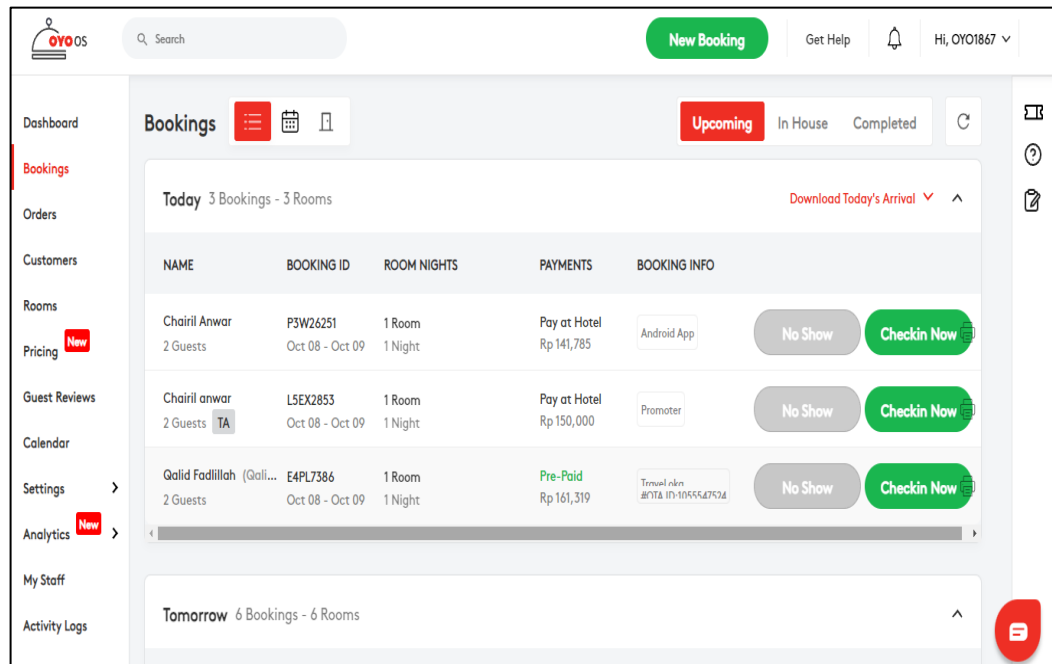 OYO OS
Search
New Booking
Get Help
Hi, OYO1867
Dashboard
Bookings
Orders
Customers
Rooms
Pricing New
Guest Reviews
Calendar
Settings
Analytics New
My Staff
Activity Logs
Bookings
Upcoming
In House
Completed
Today 3 Bookings - 3 Rooms
Download Today's Arrival
NAME BOOKING ID ROOM NIGHTS PAYMENTS BOOKING INFO
Chairil Anwar P3W26251 1 Room Pay at Hotel Android App No Show Checkin Now
2 Guests Oct 08 - Oct 09 1 Night Rp 141,785
Chairil anwar L5EX2853 1 Room Pay at Hotel Promoter No Show Checkin Now
2 Guests TA Oct 08 - Oct 09 1 Night Rp 150,000
Qalid Fadlillah (Qali... E4PL7386 1 Room Pre-Paid Traveloka No Show Checkin Now
2 Guests Oct 08 - Oct 09 1 Night Rp 161,319 #OTA ID:1055547524
Tomorrow 6 Bookings - 6 Rooms